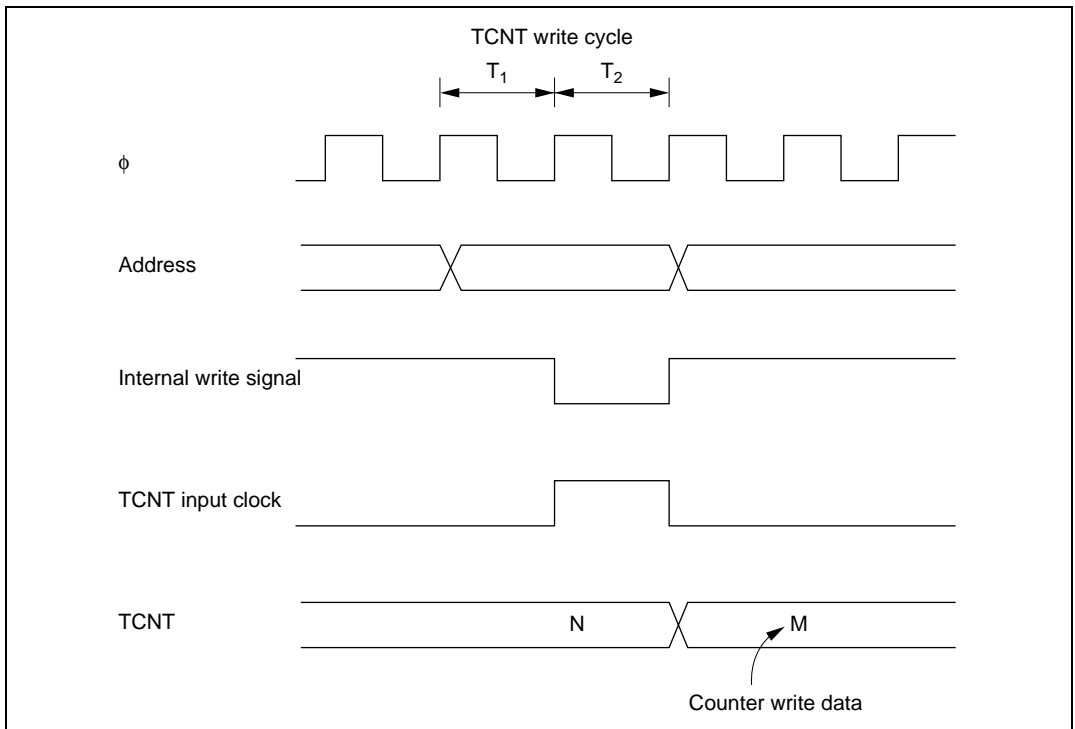 TCNT write cycle
T₁ T₂
ϕ
Address
Internal write signal
TCNT input clock
TCNT N M
Counter write data